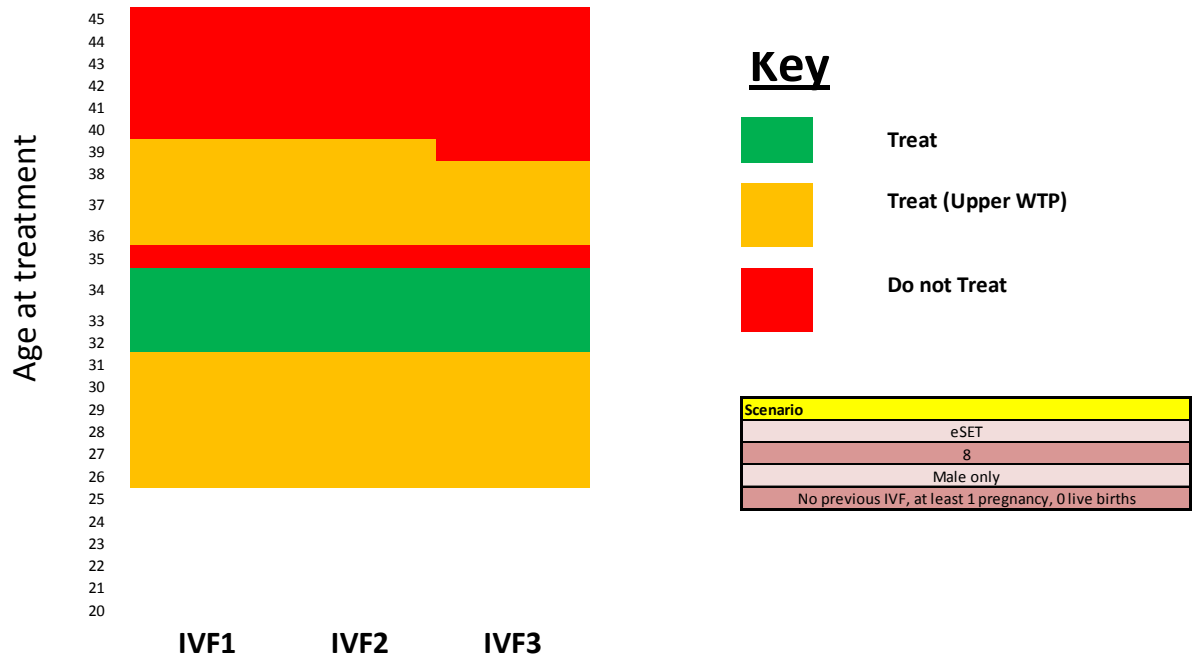 Age at treatment
45
44
43
42
41
40
39
38
37
36
35
34
33
32
31
30
29
28
27
26
25
24
23
22
21
20
IVF1 IVF2 IVF3
Key
Treat
Treat (Upper WTP)
Do not Treat
Scenario
eSET
8
Male only
No previous IVF, at least 1 pregnancy, 0 live births